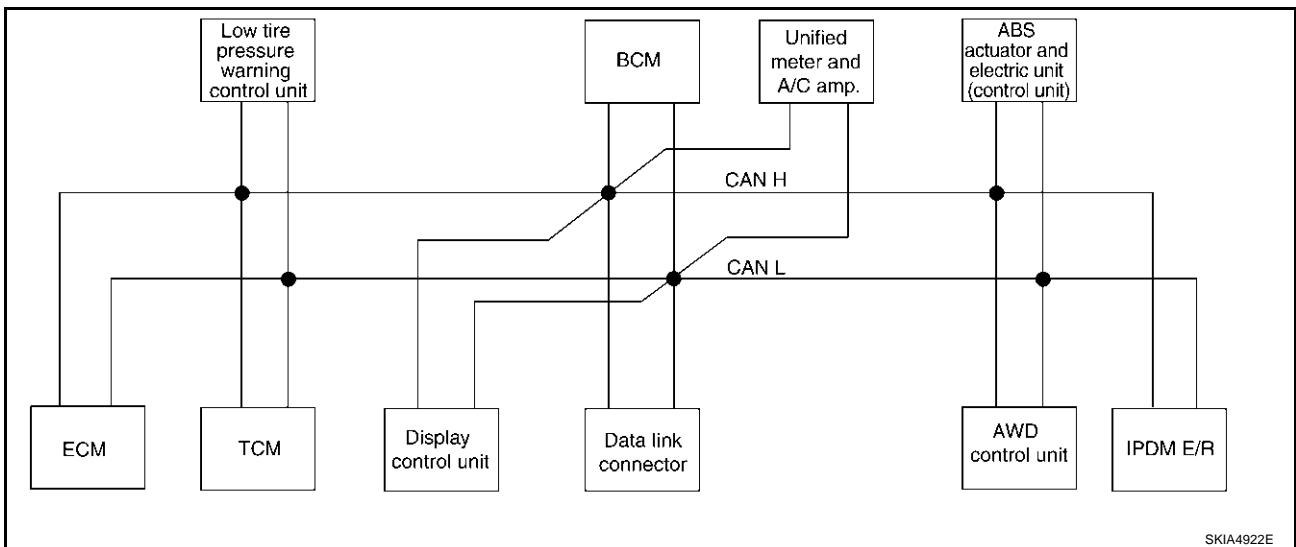 Low tire
pressure
warning
control unit
BCM
Unified
meter and
A/C amp.
ABS
actuator and
electric unit
(control unit)
CAN H
CAN L
ECM
TCM
Display
control unit
Data link
connector
AWD
control unit
IPDM E/R
SKIA4922E